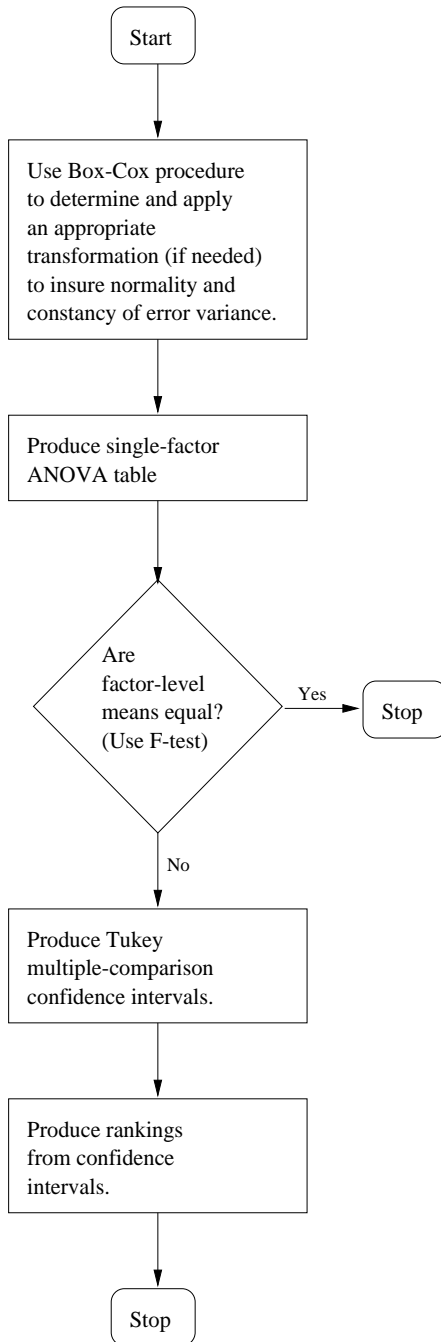 Start
Use Box-Cox procedure
to determine and apply
an appropriate
transformation (if needed)
to insure normality and
constancy of error variance.
Produce single-factor
ANOVA table
Are
factor-level
means equal?
(Use F-test)
Yes
Stop
No
Produce Tukey
multiple-comparison
confidence intervals.
Produce rankings
from confidence
intervals.
Stop